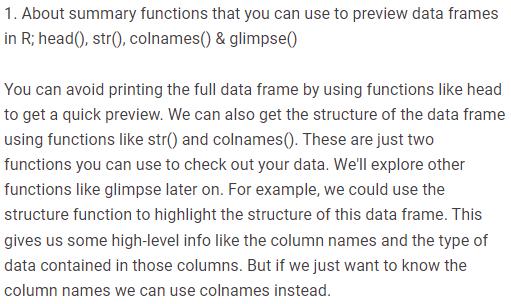 1. About summary functions that you can use to preview data frames
in R; head(), str(), colnames() & glimpse()
You can avoid printing the full data frame by using functions like head
to get a quick preview. We can also get the structure of the data frame
using functions like str() and colnames(). These are just two
functions you can use to check out your data. We'll explore other
functions like glimpse later on. For example, we could use the
structure function to highlight the structure of this data frame. This
gives us some high-level info like the column names and the type of
data contained in those columns. But if we just want to know the
column names we can use colnames instead.